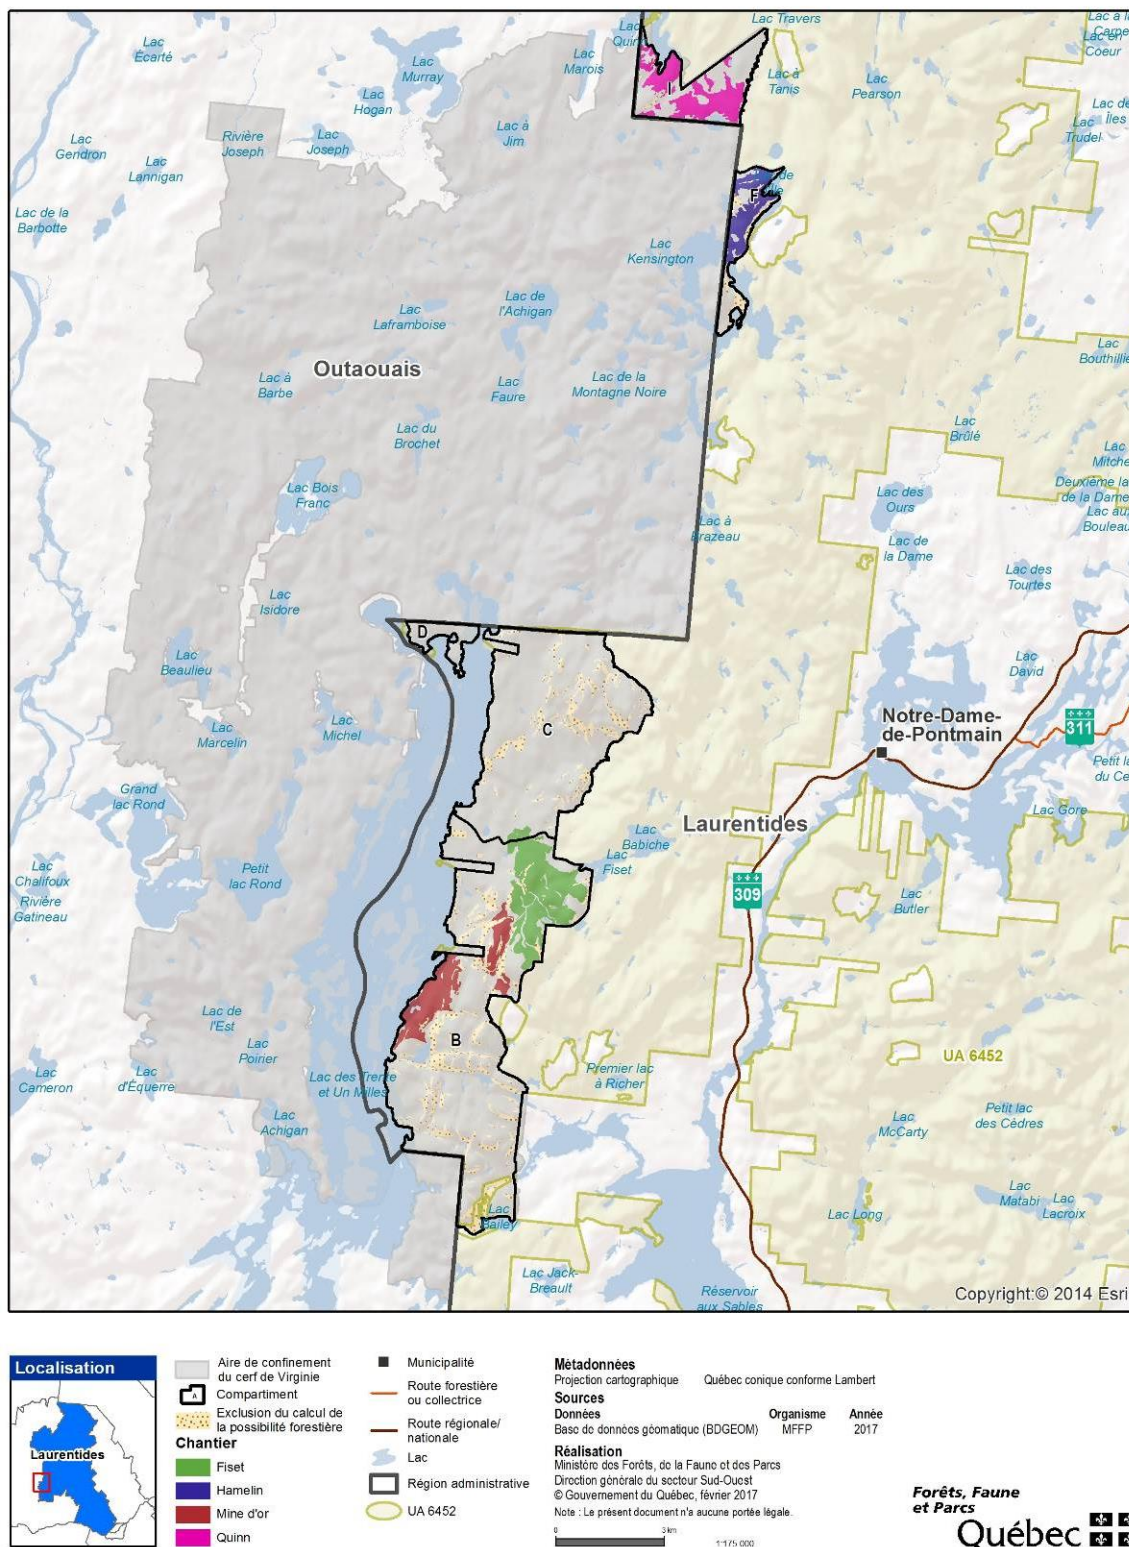 Lac
Quinn
Lac Travers
Lac à la
Carpe
Lac en
Coeur
Lac
Écarté
Lac
Murray
Lac
Marois
Lac à
Tanis
Lac
Pearson
Lac
Hogan
I
Lac des
Îles
Lac
Trudel
Lac
Gendron
Rivière
Joseph
Lac
Joseph
Lac à
Jim
Lac
Lannigan
F
Lac de la
Barbotte
Lac
Kensington
Lac
Laframboise
Lac de
l'Achigan
Lac
Bouthillie
Outaouais
Lac à
Barbe
Lac
Faure
Lac de la
Montagne Noire
Lac du
Brochet
Lac
Brûlé
Lac
Mitche
Deuxième la
de la Dame
Lac aux
Bouleau
Lac Bois
Franc
Lac des
Ours
Lac à
Brazeau
Lac de
la Dame
Lac des
Tourtes
Lac
Isidore
D
Lac
Beaulieu
Lac
David
Lac
Marcelin
Lac
Michel
C
Notre-Dame-
de-Pontmain
311
Petit la
du Ce
Grand
lac Rond
Lac Gore
Laurentides
Lac
Babiche
Lac
Fiset
Lac
Chalifoux
Rivière
Gatineau
Petit
lac Rond
309
Lac
Butler
Lac de
l'Est
Lac
Poirier
B
UA 6452
Lac
Cameron
Lac
d'Équerre
Lac des Trente
et Un Milles
Premier lac
à Richer
Lac
Achigan
Lac
McCarty
Petit lac
des Cèdres
Lac
Matabi
Lac
Lacroix
Lac Long
Lac
Bailey
Lac Jack-
Breault
Réservoir
aux Sables
Copyright:© 2014 Esri
Localisation
Laurentides
Aire de confinement
du cerf de Virginie
A
Compartiment
Exclusion du calcul de
la possibilité forestière
Chantier
Fiset
Hamelin
Mine d'or
Quinn
Municipalité
Route forestière
ou collectrice
Route régionale/
nationale
Lac
Région administrative
UA 6452
Métadonnées
Projection cartographique Québec conique conforme Lambert
Sources
Données Organisme Année
Base de données géomatique (BDGEOM) MFFP 2017
Réalisation
Ministère des Forêts, de la Faune et des Parcs
Direction générale du secteur Sud-Ouest
© Gouvernement du Québec, février 2017
Note : Le présent document n'a aucune portée légale.
0 3 km
1:175 000
Forêts, Faune
et Parcs
Québec